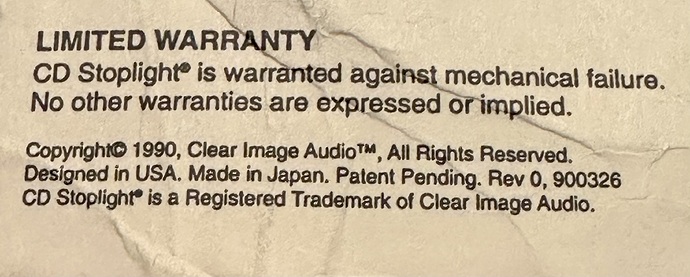 LIMITED WARRANTY
CD Stoplight® is warranted against mechanical failure.
No other warranties are expressed or implied.
Copyright© 1990, Clear Image Audio™, All Rights Reserved.
Designed in USA. Made in Japan. Patent Pending. Rev 0, 900326
CD Stoplight® is a Registered Trademark of Clear Image Audio.